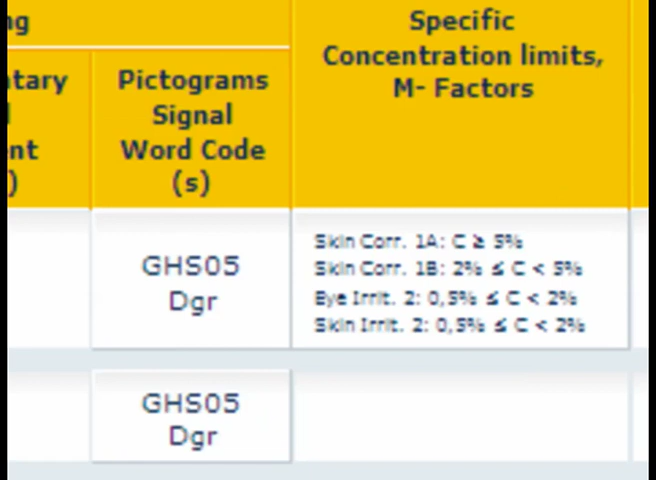 ng
Specific
Concentration limits,
M- Factors
tary
nt
)
Pictograms
Signal
Word Code
(s)
GHS05
Dgr
Skin Corr. 1A: C ≥ 5%
Skin Corr. 1B: 2% ≤ C < 5%
Eye Irrit. 2: 0,5% ≤ C < 2%
Skin Irrit. 2: 0,5% ≤ C < 2%
GHS05
Dgr